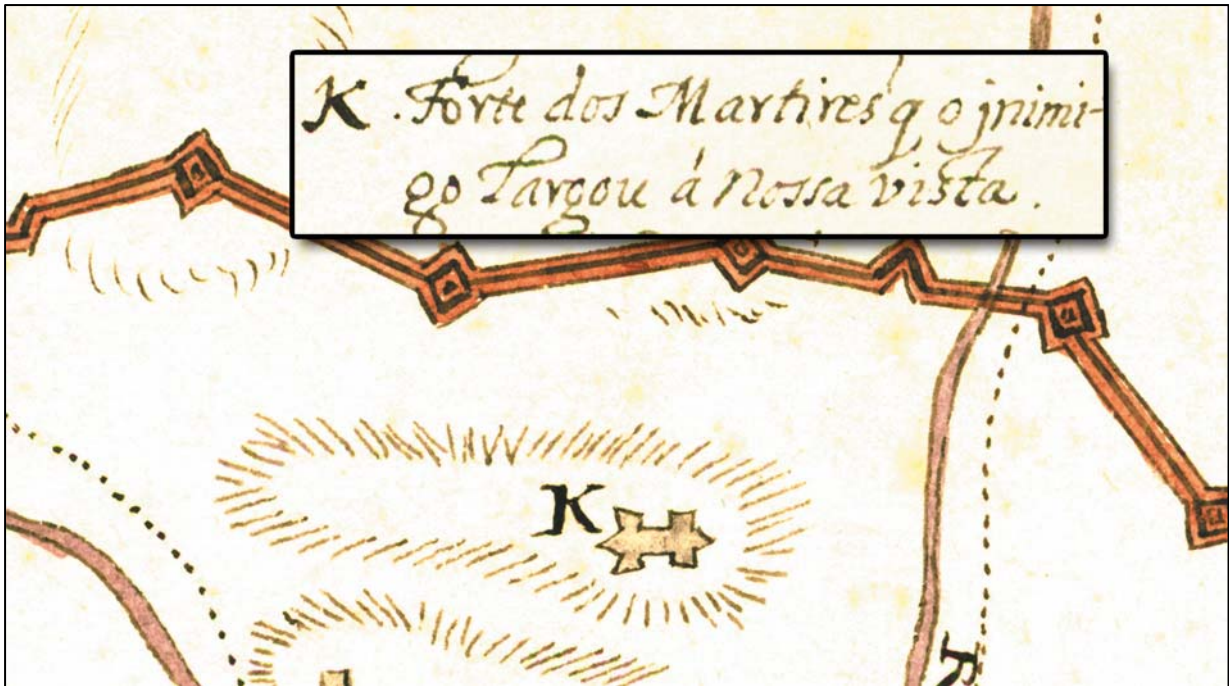 K . Forte dos Martires q̃ o jnimi-
go largou á Nossa vista.
K
R